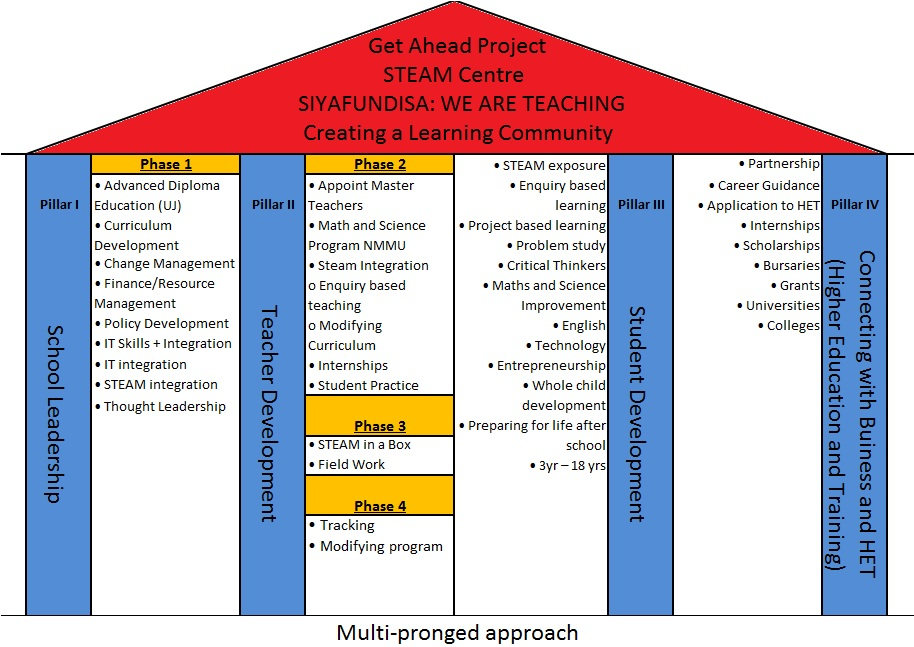 Get Ahead Project
STEAM Centre
SIYAFUNDISA: WE ARE TEACHING
Creating a Learning Community
Pillar I
School Leadership
Phase 1
• Advanced Diploma
Education (UJ)
• Curriculum
Development
• Change Management
• Finance/Resource
Management
• Policy Development
• IT Skills + Integration
• IT integration
• STEAM integration
• Thought Leadership
Pillar II
Teacher Development
Phase 2
• Appoint Master
Teachers
• Math and Science
Program NMMU
• Steam Integration
o Enquiry based
teaching
o Modifying
Curriculum
• Internships
• Student Practice
Phase 3
• STEAM in a Box
• Field Work
Phase 4
• Tracking
• Modifying program
• STEAM exposure
• Enquiry based
learning
• Project based learning
• Problem study
• Critical Thinkers
• Maths and Science
Improvement
• English
• Technology
• Entrepreneurship
• Whole child
development
• Preparing for life after
school
• 3yr – 18 yrs
Pillar III
Student Development
• Partnership
• Career Guidance
• Application to HET
• Internships
• Scholarships
• Bursaries
• Grants
• Universities
• Colleges
Pillar IV
Connecting with Buiness and HET
(Higher Education and Training)
Multi-pronged approach